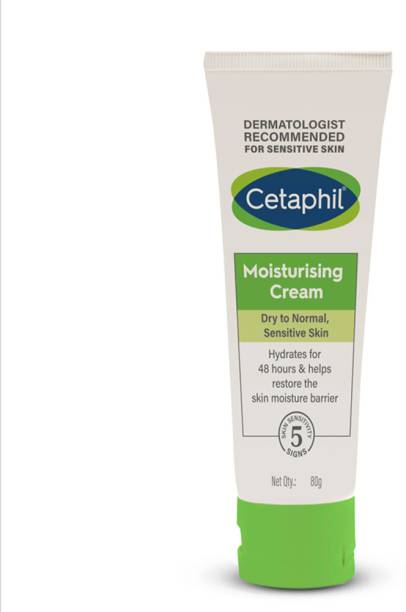 DERMATOLOGIST
RECOMMENDED
FOR SENSITIVE SKIN
Cetaphil®
Moisturising
Cream
Dry to Normal,
Sensitive Skin
Hydrates for
48 hours & helps
restore the
skin moisture barrier
SKIN SENSITIVITY
5
SIGNS
Net Qty.: 80g